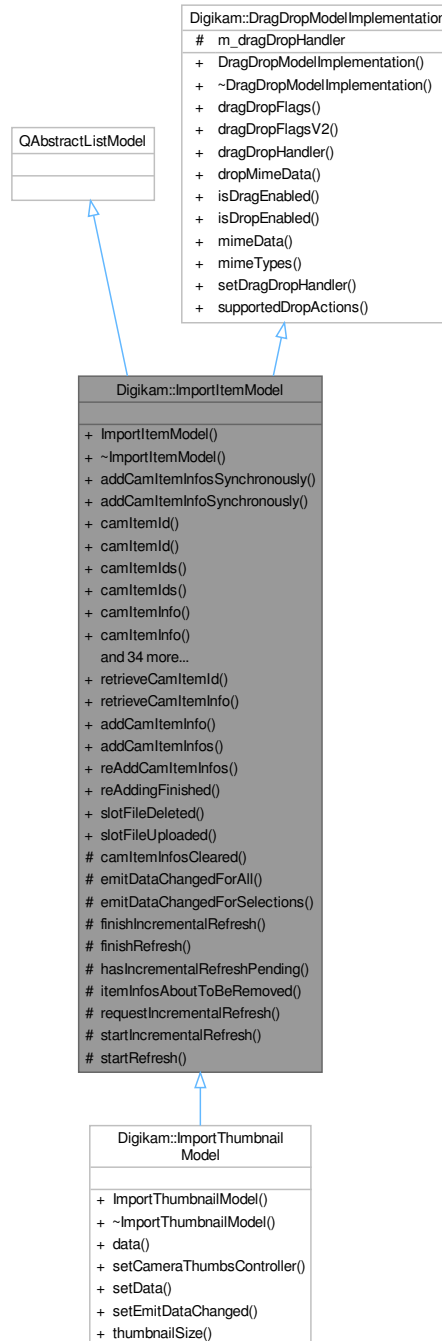 Digikam::DragDropModelImplementation
# m_dragDropHandler
+ DragDropModelImplementation()
+ ~DragDropModelImplementation()
+ dragDropFlags()
+ dragDropFlagsV2()
+ dragDropHandler()
+ dropMimeData()
+ isDragEnabled()
+ isDropEnabled()
+ mimeData()
+ mimeTypes()
+ setDragDropHandler()
+ supportedDropActions()
QAbstractListModel
Digikam::ImportItemModel
+ ImportItemModel()
+ ~ImportItemModel()
+ addCamItemInfosSynchronously()
+ addCamItemInfoSynchronously()
+ camItemId()
+ camItemId()
+ camItemIds()
+ camItemIds()
+ camItemInfo()
+ camItemInfo()
and 34 more...
+ retrieveCamItemId()
+ retrieveCamItemInfo()
+ addCamItemInfo()
+ addCamItemInfos()
+ reAddCamItemInfos()
+ reAddingFinished()
+ slotFileDeleted()
+ slotFileUploaded()
# camItemInfosCleared()
# emitDataChangedForAll()
# emitDataChangedForSelections()
# finishIncrementalRefresh()
# finishRefresh()
# hasIncrementalRefreshPending()
# itemInfosAboutToBeRemoved()
# requestIncrementalRefresh()
# startIncrementalRefresh()
# startRefresh()
Digikam::ImportThumbnail
Model
+ ImportThumbnailModel()
+ ~ImportThumbnailModel()
+ data()
+ setCameraThumbsController()
+ setData()
+ setEmitDataChanged()
+ thumbnailSize()